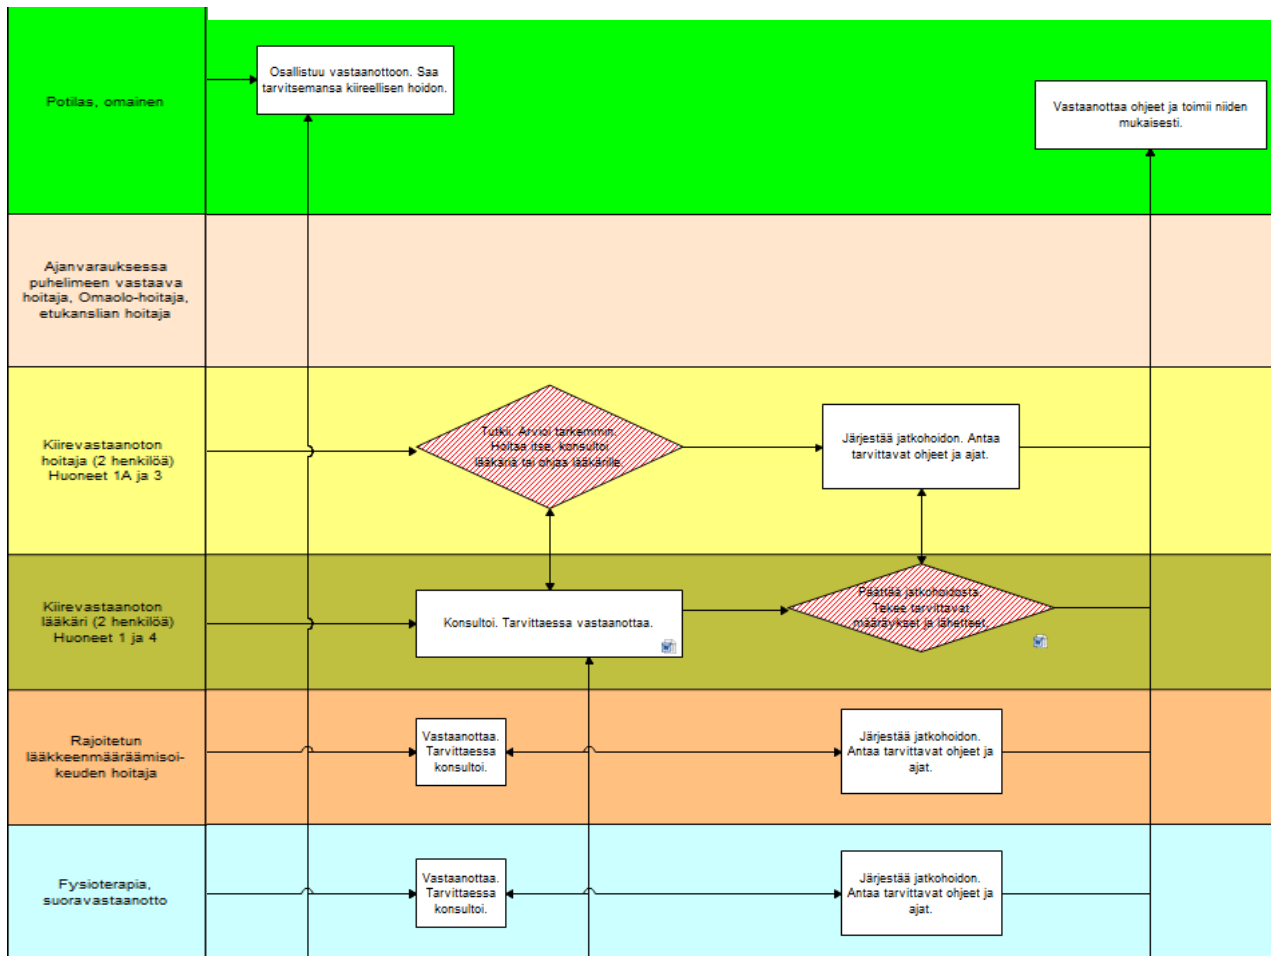 Potilas, omainen
Osallistuu vastaanottoon. Saa
tarvitsemansa kiireellisen hoidon.
Vastaanottaa ohjeet ja toimii niiden
mukaisesti.
Ajanvarauksessa
puhelimeen vastaava
hoitaja, Omaolo-hoitaja,
etukanslian hoitaja
Kiirevastaanoton
hoitaja (2 henkilöä)
Huoneet 1A ja 3
Tutkii. Arvioi tarkemmin.
Hoitaa itse, konsultoi
lääkäriä tai ohjaa lääkärille.
Järjestää jatkohoidon. Antaa
tarvittavat ohjeet ja ajat.
Kiirevastaanoton
lääkäri (2 henkilöä)
Huoneet 1 ja 4
Konsultoi. Tarvittaessa vastaanottaa.
Päättää jatkohoidosta.
Tekee tarvittavat
määräykset ja lähetteet.
Rajoitetun
lääkkeenmääräämisoi-
keuden hoitaja
Vastaanottaa.
Tarvittaessa
konsultoi.
Järjestää jatkohoidon.
Antaa tarvittavat ohjeet ja
ajat.
Fysioterapia,
suoravastaanotto
Vastaanottaa.
Tarvittaessa
konsultoi.
Järjestää jatkohoidon.
Antaa tarvittavat ohjeet ja
ajat.